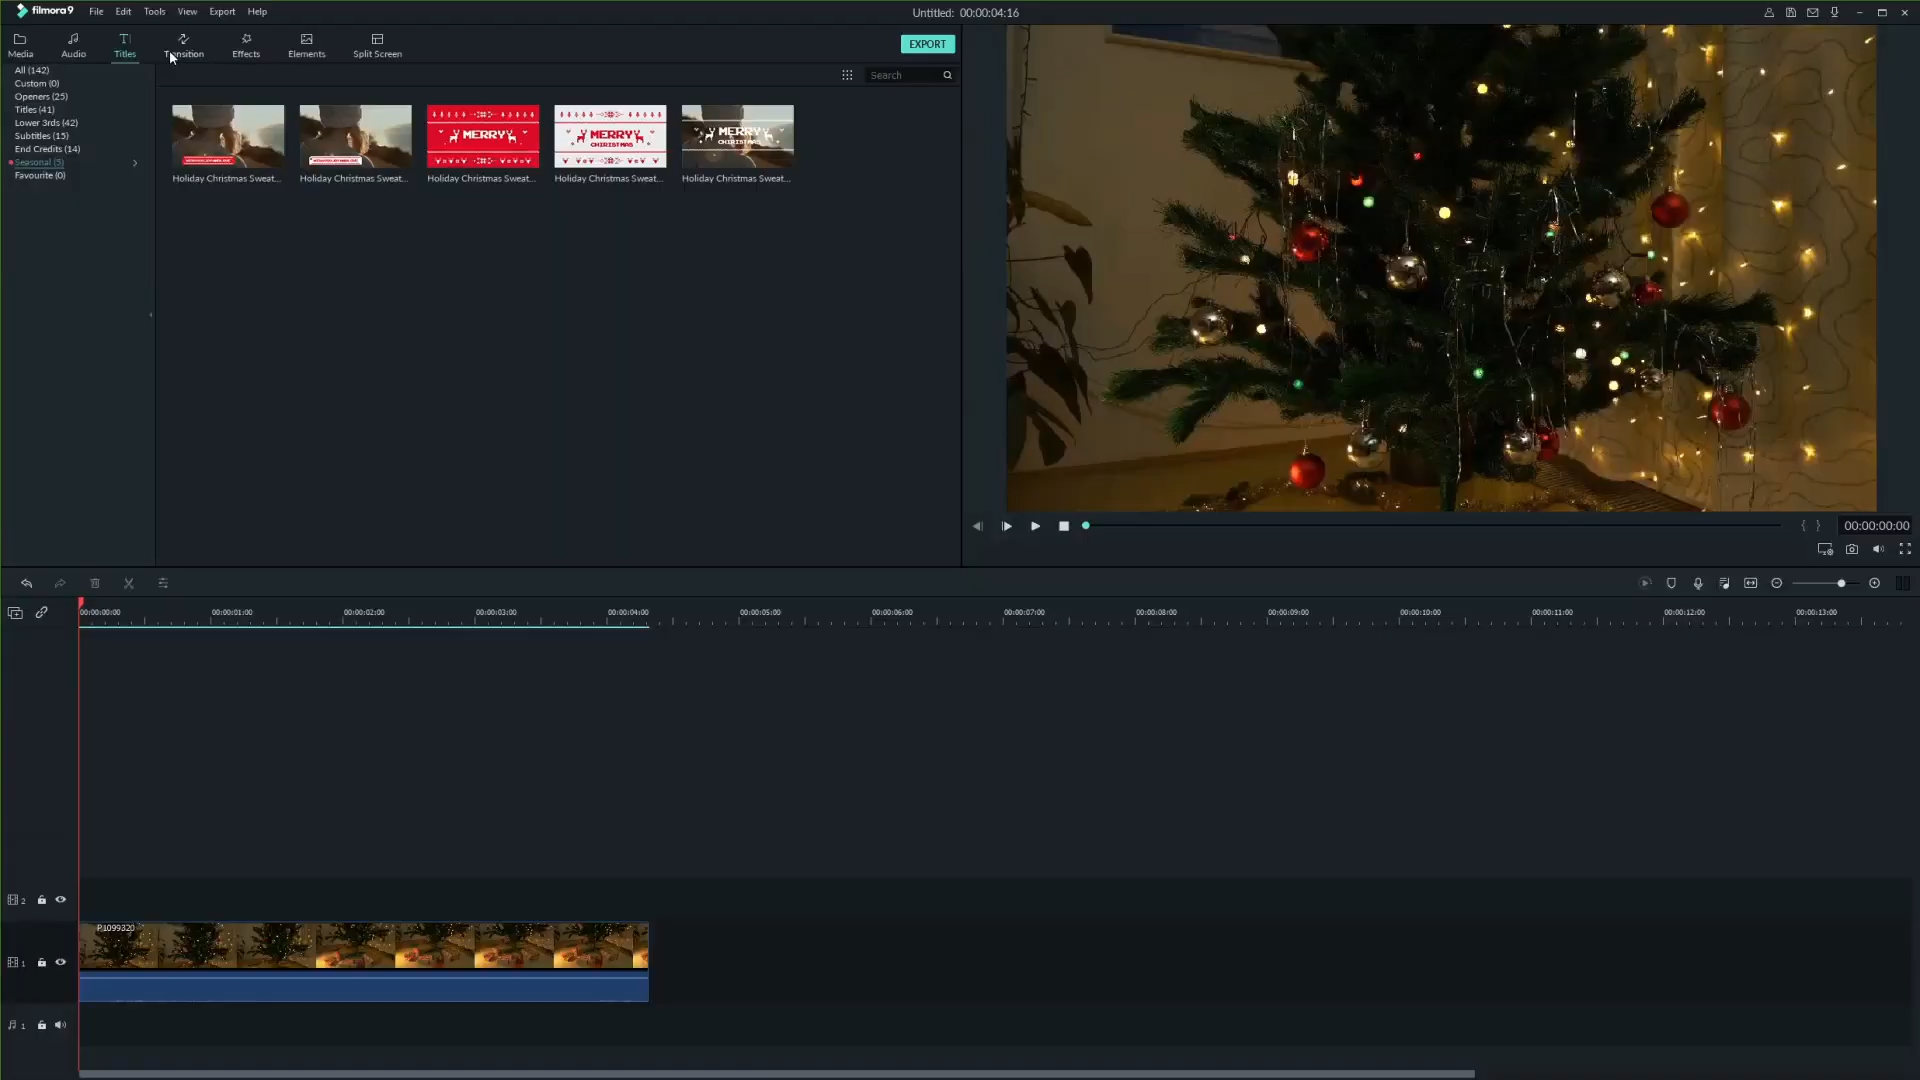 filmora9 File Edit Tools View Export Help Untitled: 00:00:04:16
Media Audio Titles Transition Effects Elements Split Screen EXPORT
Search
All (142)
Custom (0)
Openers (25)
Titles (41)
Lower 3rds (42)
Subtitles (15)
End Credits (14)
Seasonal (5)
Favourite (0)
MERRY
MERRY
CHIRISTMAS
MERRY
CHIRISTMAS
Holiday Christmas Sweat... Holiday Christmas Sweat... Holiday Christmas Sweat... Holiday Christmas Sweat... Holiday Christmas Sweat...
00:00:00:00
00:00:00:00 00:00:01:00 00:00:02:00 00:00:03:00 00:00:04:00 00:00:05:00 00:00:06:00 00:00:07:00 00:00:08:00 00:00:09:00 00:00:10:00 00:00:11:00 00:00:12:00 00:00:13:00
2
P1099320
1
1